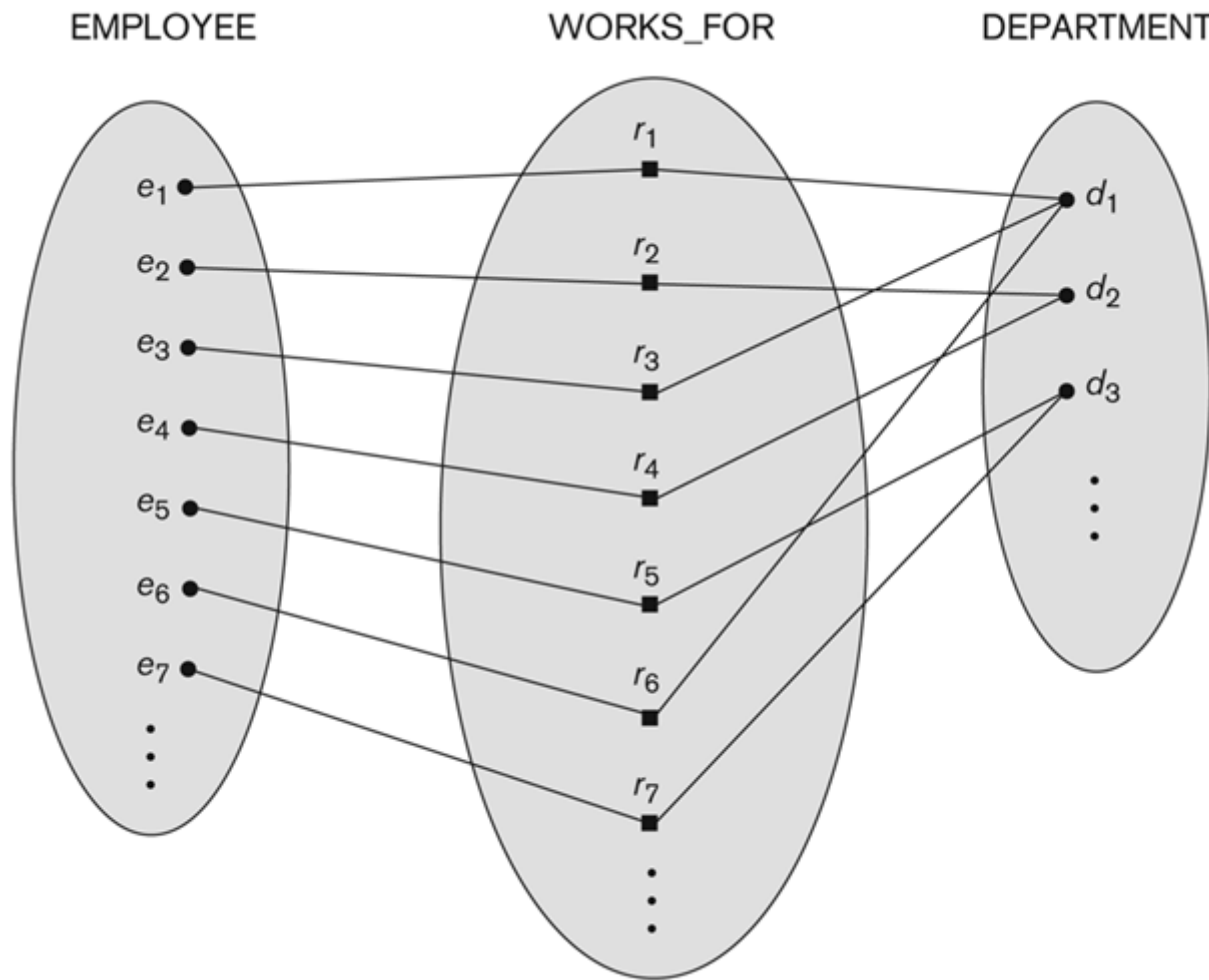 EMPLOYEE WORKS_FOR DEPARTMENT
r₁
e₁ d₁
r₂
e₂ d₂
e₃ r₃
d₃
e₄
r₄
e₅
r₅
e₆
e₇ r₆
r₇